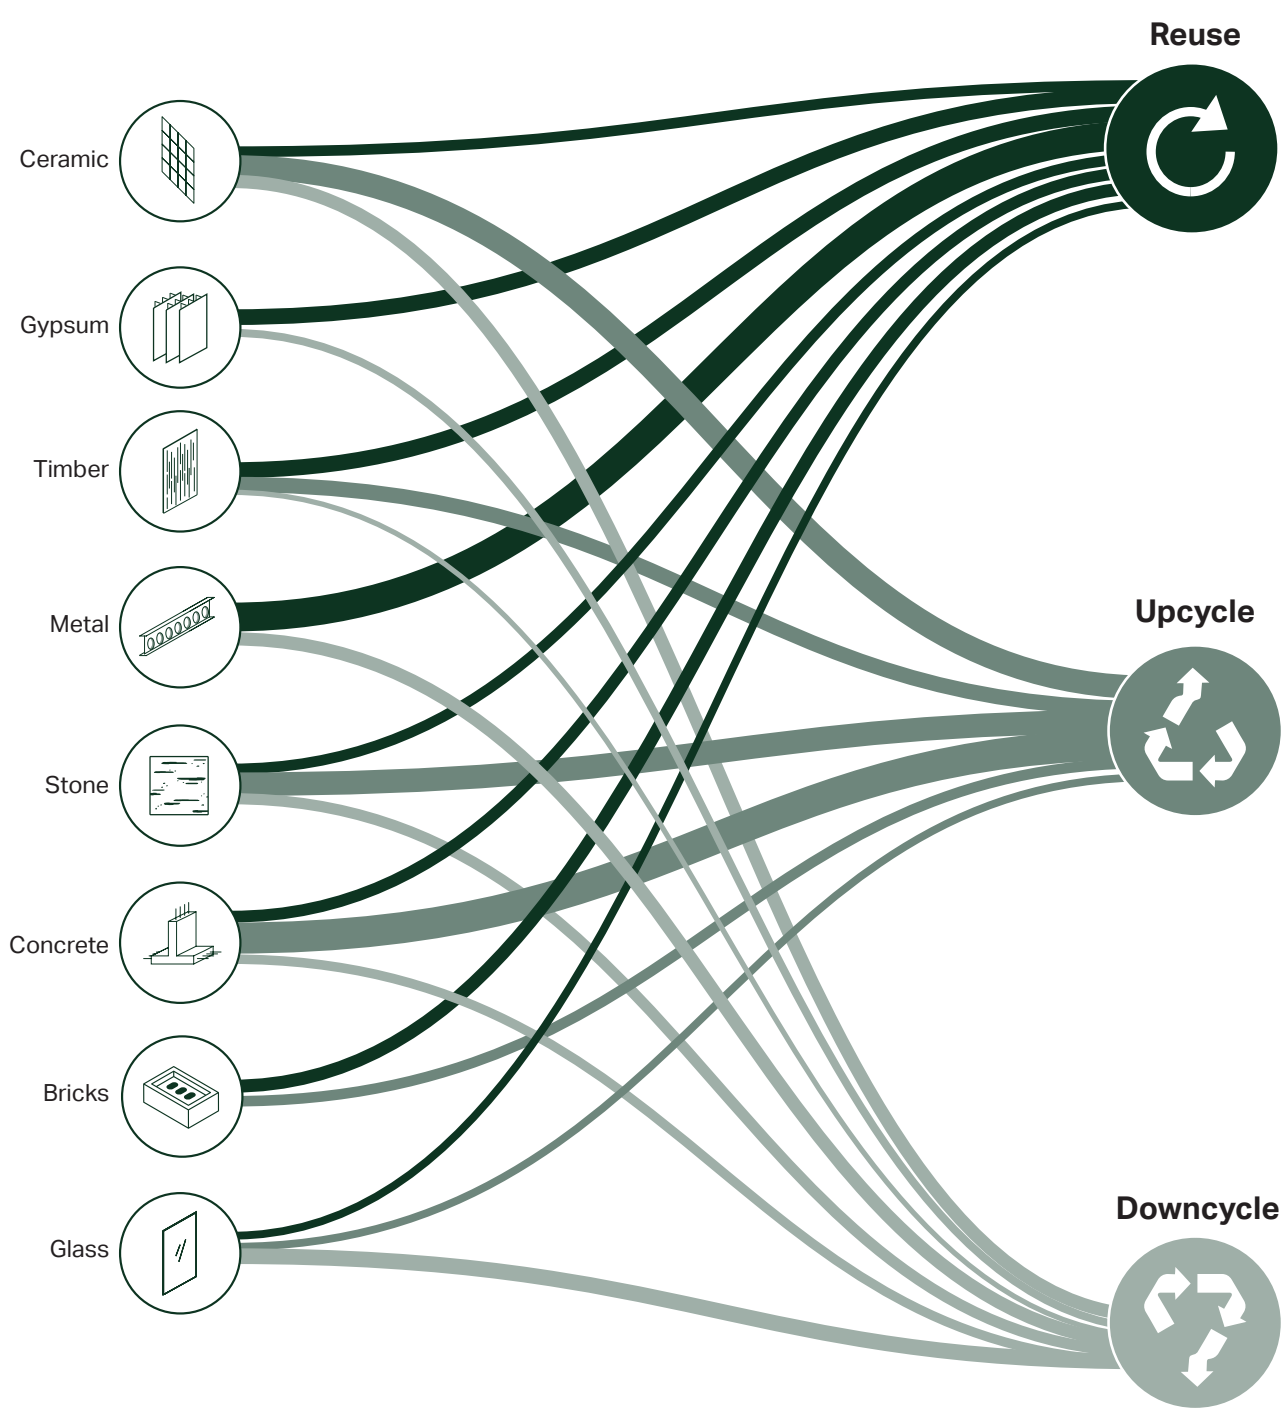 Reuse
Ceramic
Gypsum
Timber
Metal
Upcycle
Stone
Concrete
Bricks
Downcycle
Glass